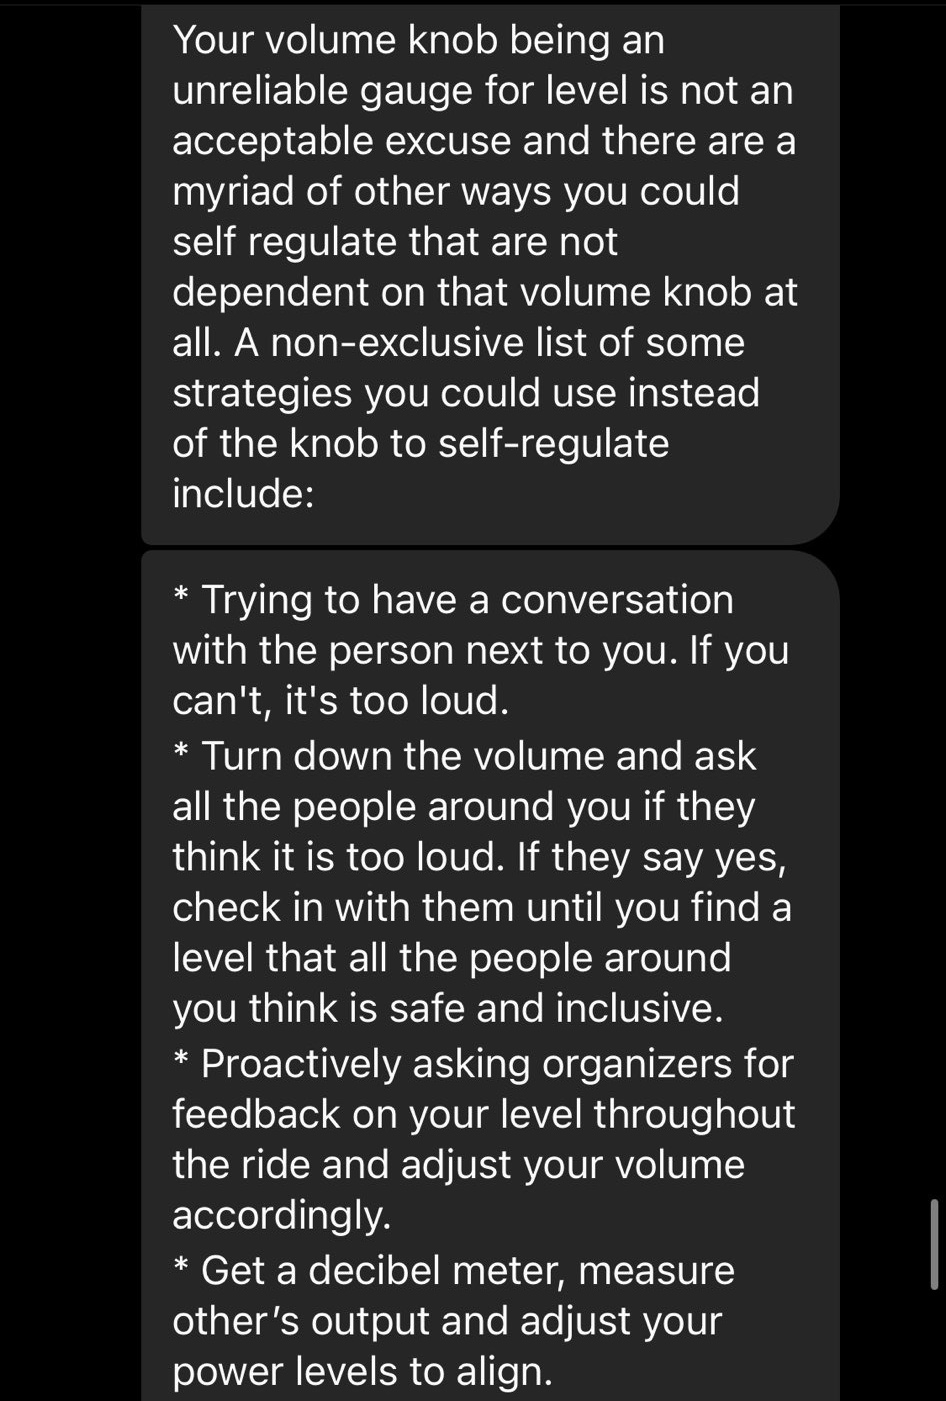 Your volume knob being an
unreliable gauge for level is not an
acceptable excuse and there are a
myriad of other ways you could
self regulate that are not
dependent on that volume knob at
all. A non-exclusive list of some
strategies you could use instead
of the knob to self-regulate
include:
* Trying to have a conversation
with the person next to you. If you
can't, it's too loud.
* Turn down the volume and ask
all the people around you if they
think it is too loud. If they say yes,
check in with them until you find a
level that all the people around
you think is safe and inclusive.
* Proactively asking organizers for
feedback on your level throughout
the ride and adjust your volume
accordingly.
* Get a decibel meter, measure
other’s output and adjust your
power levels to align.